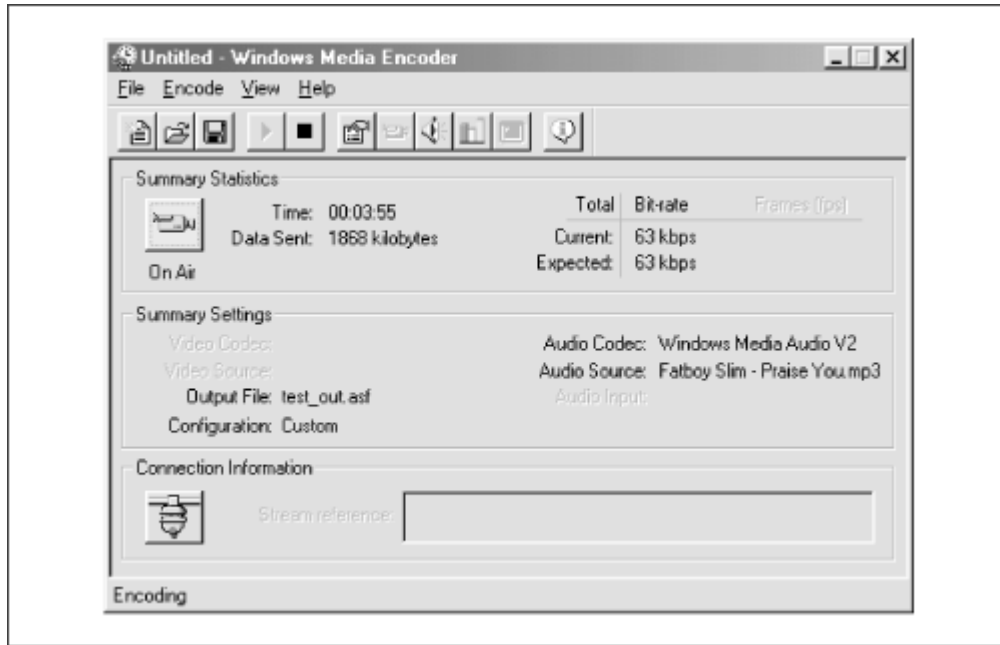 Untitled - Windows Media Encoder
File Encode View Help
Summary Statistics
Time: 00:03:55
Data Sent: 1868 kilobytes
On Air
Total Bit-rate Frames (fps)
Current: 63 kbps
Expected: 63 kbps
Summary Settings
Video Codec:
Video Source:
Output File: test_out.asf
Configuration: Custom
Audio Codec: Windows Media Audio V2
Audio Source: Fatboy Slim - Praise You.mp3
Audio Input:
Connection Information
Stream reference:
Encoding